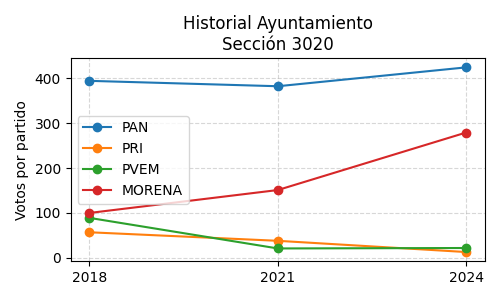 Historial Ayuntamiento
Sección 3020
Votos por partido
400
300
200
100
0
PAN
PRI
PVEM
MORENA
2018
2021
2024